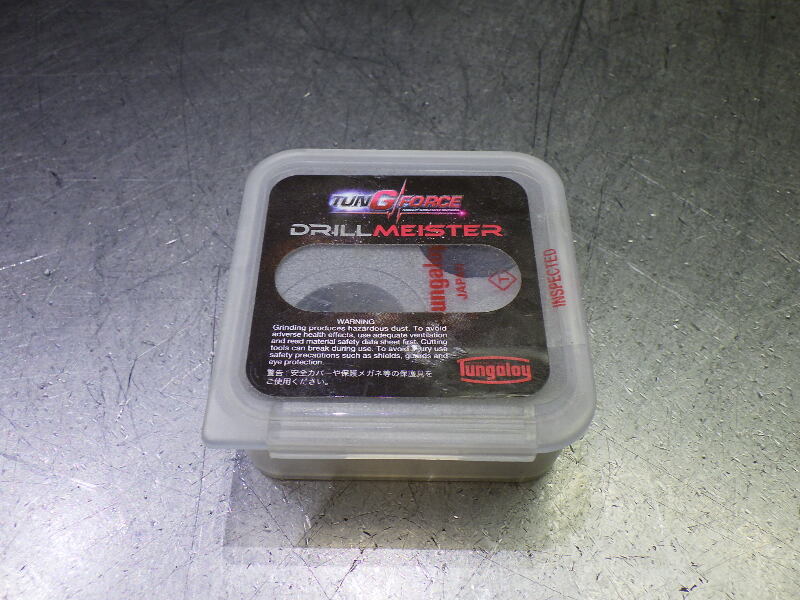 TUNGFORCE
DRILLMEISTER
ungaloy
JAPAN
T
INSPECTED
WARNING
Grinding produces hazardous dust. To avoid
adverse health effects, use adequate ventilation
and read material safety data sheet first. Cutting
tools can break during use. To avoid injury use
safety precautions such as shields, guards and
eye protection.
警告:安全カバーや保護メガネ等の保護具を
ご使用ください。
Tungaloy